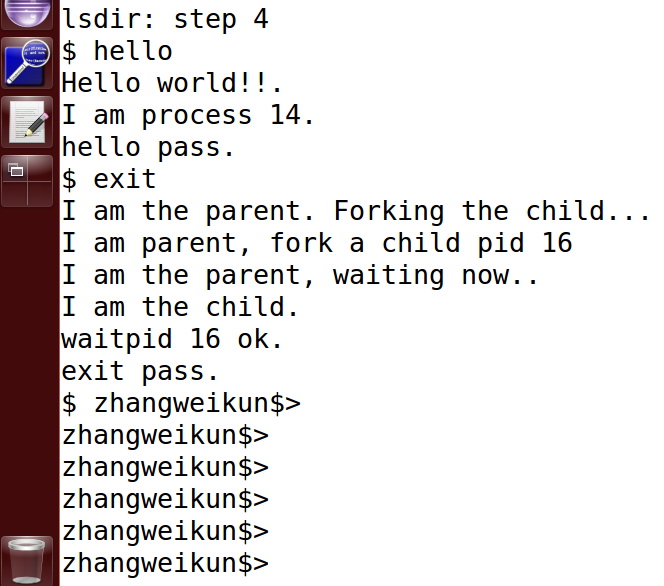 lsdir: step 4
$ hello
Hello world!!.
I am process 14.
hello pass.
$ exit
I am the parent. Forking the child...
I am parent, fork a child pid 16
I am the parent, waiting now..
I am the child.
waitpid 16 ok.
exit pass.
$ zhangweikun$>
zhangweikun$>
zhangweikun$>
zhangweikun$>
zhangweikun$>
zhangweikun$>